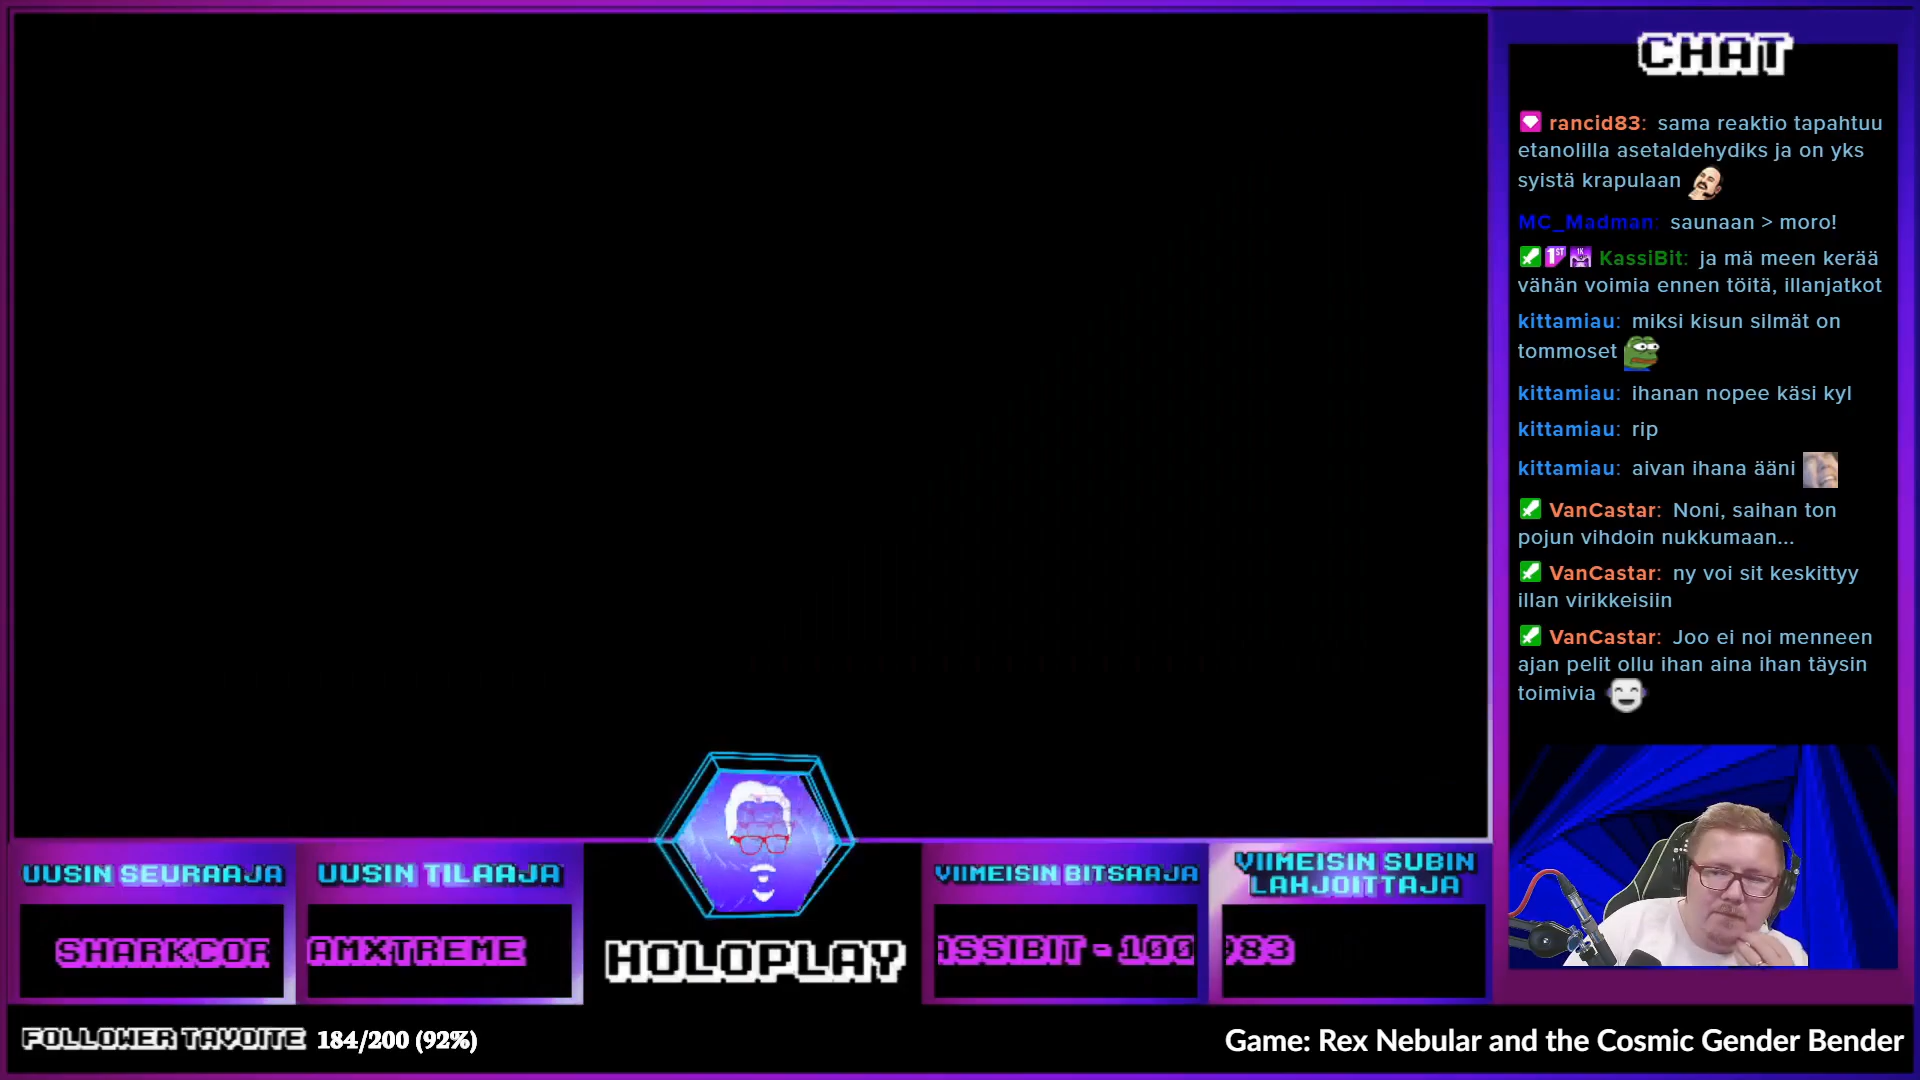 CHAT
rancid83: sama reaktio tapahtuu
etanolilla asetaldehydiks ja on yks
syistä krapulaan
MC_Madman: saunaan > moro!
1ST 1K KassiBit: ja mä meen kerää
vähän voimia ennen töitä, illanjatkot
kittamiau: miksi kisun silmät on
tommoset
kittamiau: ihanan nopee käsi kyl
kittamiau: rip
kittamiau: aivan ihana ääni
VanCastar: Noni, saihan ton
pojun vihdoin nukkumaan...
VanCastar: ny voi sit keskittyy
illan virikkeisiin
VanCastar: Joo ei noi menneen
ajan pelit ollu ihan aina ihan täysin
toimivia
UUSIN SEURAAJA
SHARKCOR
UUSIN TILAAJA
AMXTREME
HOLOPLAY
VIIMEISIN BITSAAJA
ASSIBIT - 100
VIIMEISIN SUBIN
LAHJOITTAJA
983
FOLLOWER TAVOITE 184/200 (92%)
Game: Rex Nebular and the Cosmic Gender Bender